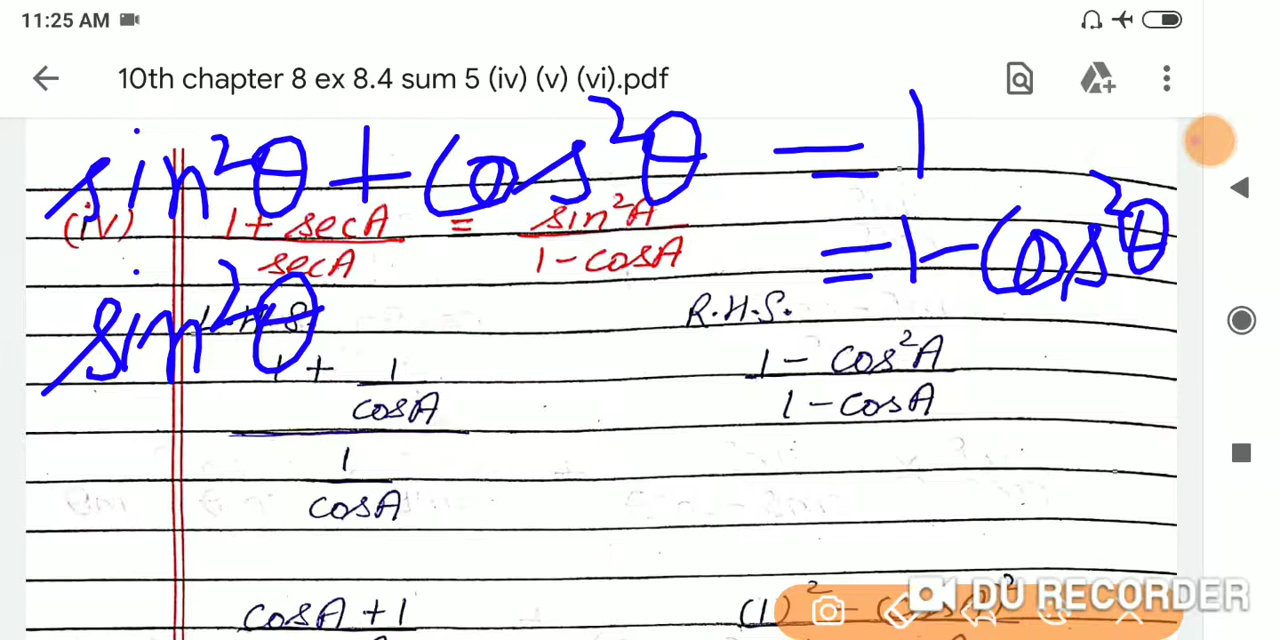 11:25 AM
10th chapter 8 ex 8.4 sum 5 (iv) (v) (vi).pdf
sin²θ + cos²θ = 1
(iv) 1 + secA / secA = sin²A / 1 - cosA
sin²θ = 1 - cos²θ
R.H.S.
1 + 1/cosA
1 - cos²A
1 - cosA
1
cosA
cosA + 1
(1)² -
DU RECORDER